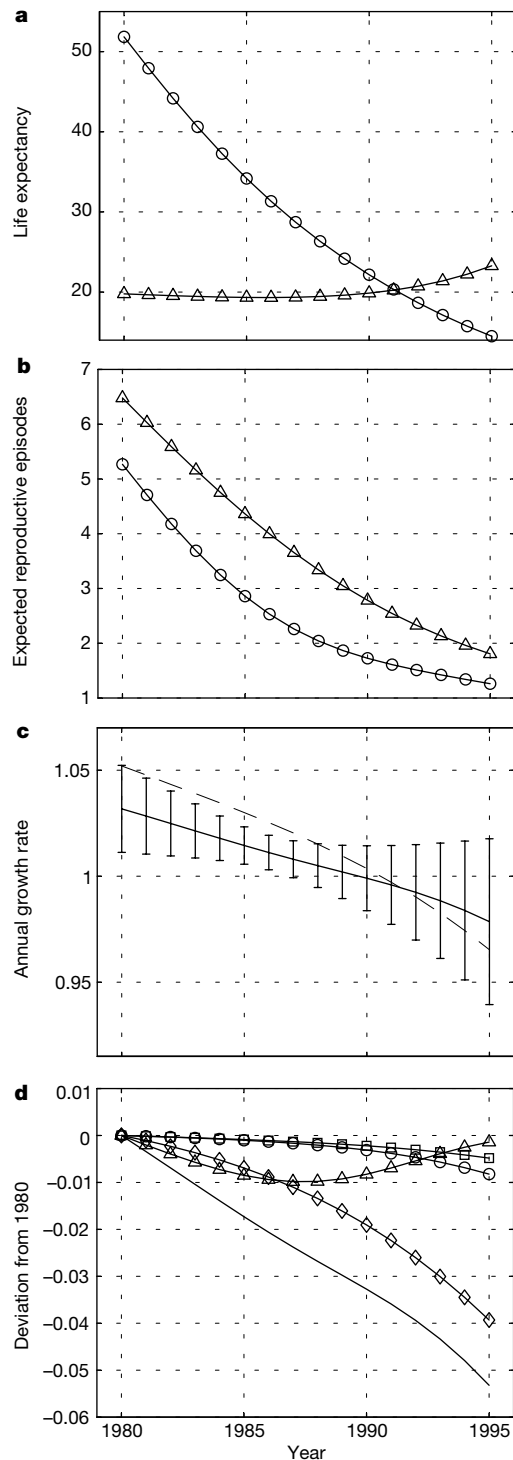 a
50
40
30
20
Life expectancy
b
7
6
5
4
3
2
1
Expected reproductive episodes
c
1.05
1
0.95
Annual growth rate
d
0.01
0
–0.01
–0.02
–0.03
–0.04
–0.05
–0.06
Deviation from 1980
1980 1985 1990 1995
Year